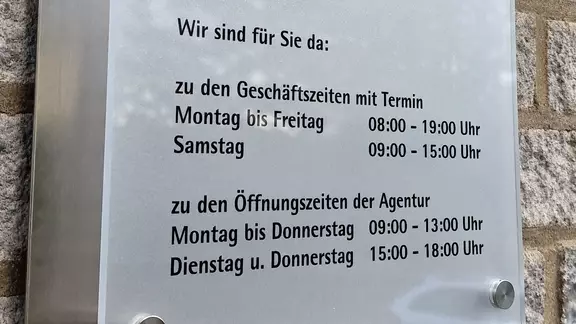 Wir sind für Sie da:
zu den Geschäftszeiten mit Termin
Montag bis Freitag 08:00 - 19:00 Uhr
Samstag 09:00 - 15:00 Uhr
zu den Öffnungszeiten der Agentur
Montag bis Donnerstag 09:00 - 13:00 Uhr
Dienstag u. Donnerstag 15:00 - 18:00 Uhr